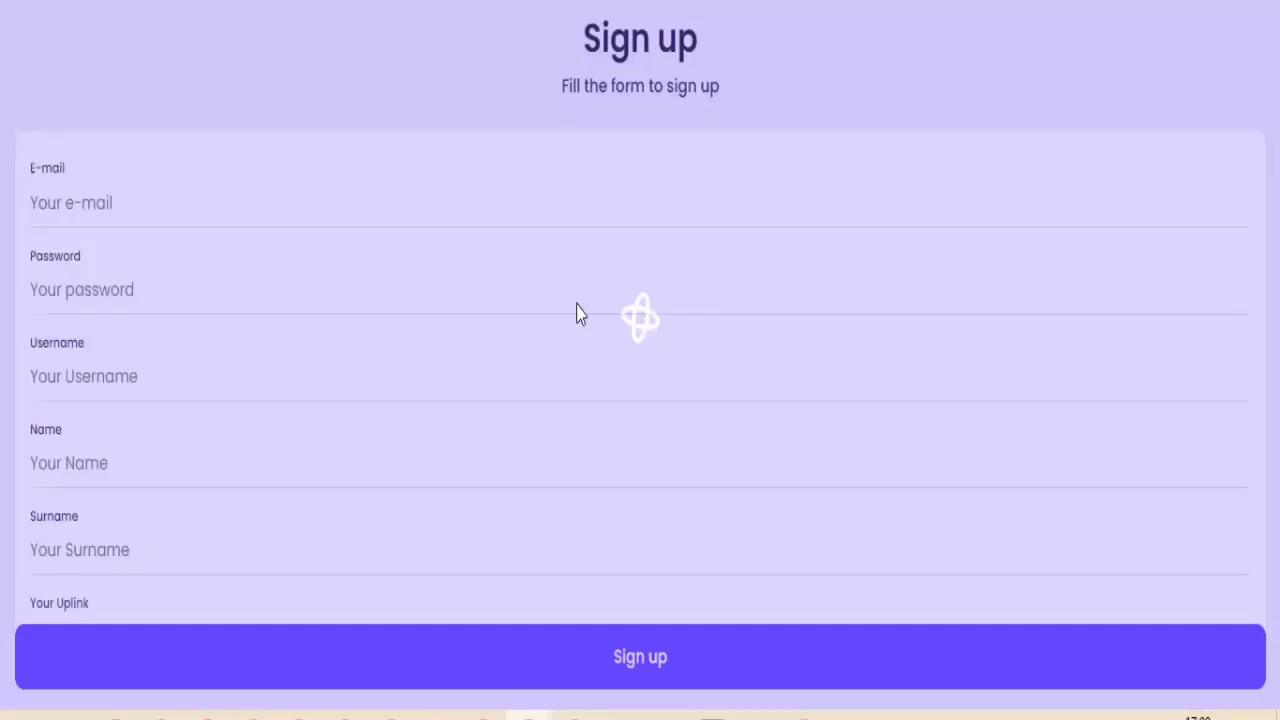 Sign up
Fill the form to sign up
E-mail
Your e-mail
Password
Your password
Username
Your Username
Name
Your Name
Surname
Your Surname
Your Uplink
Sign up